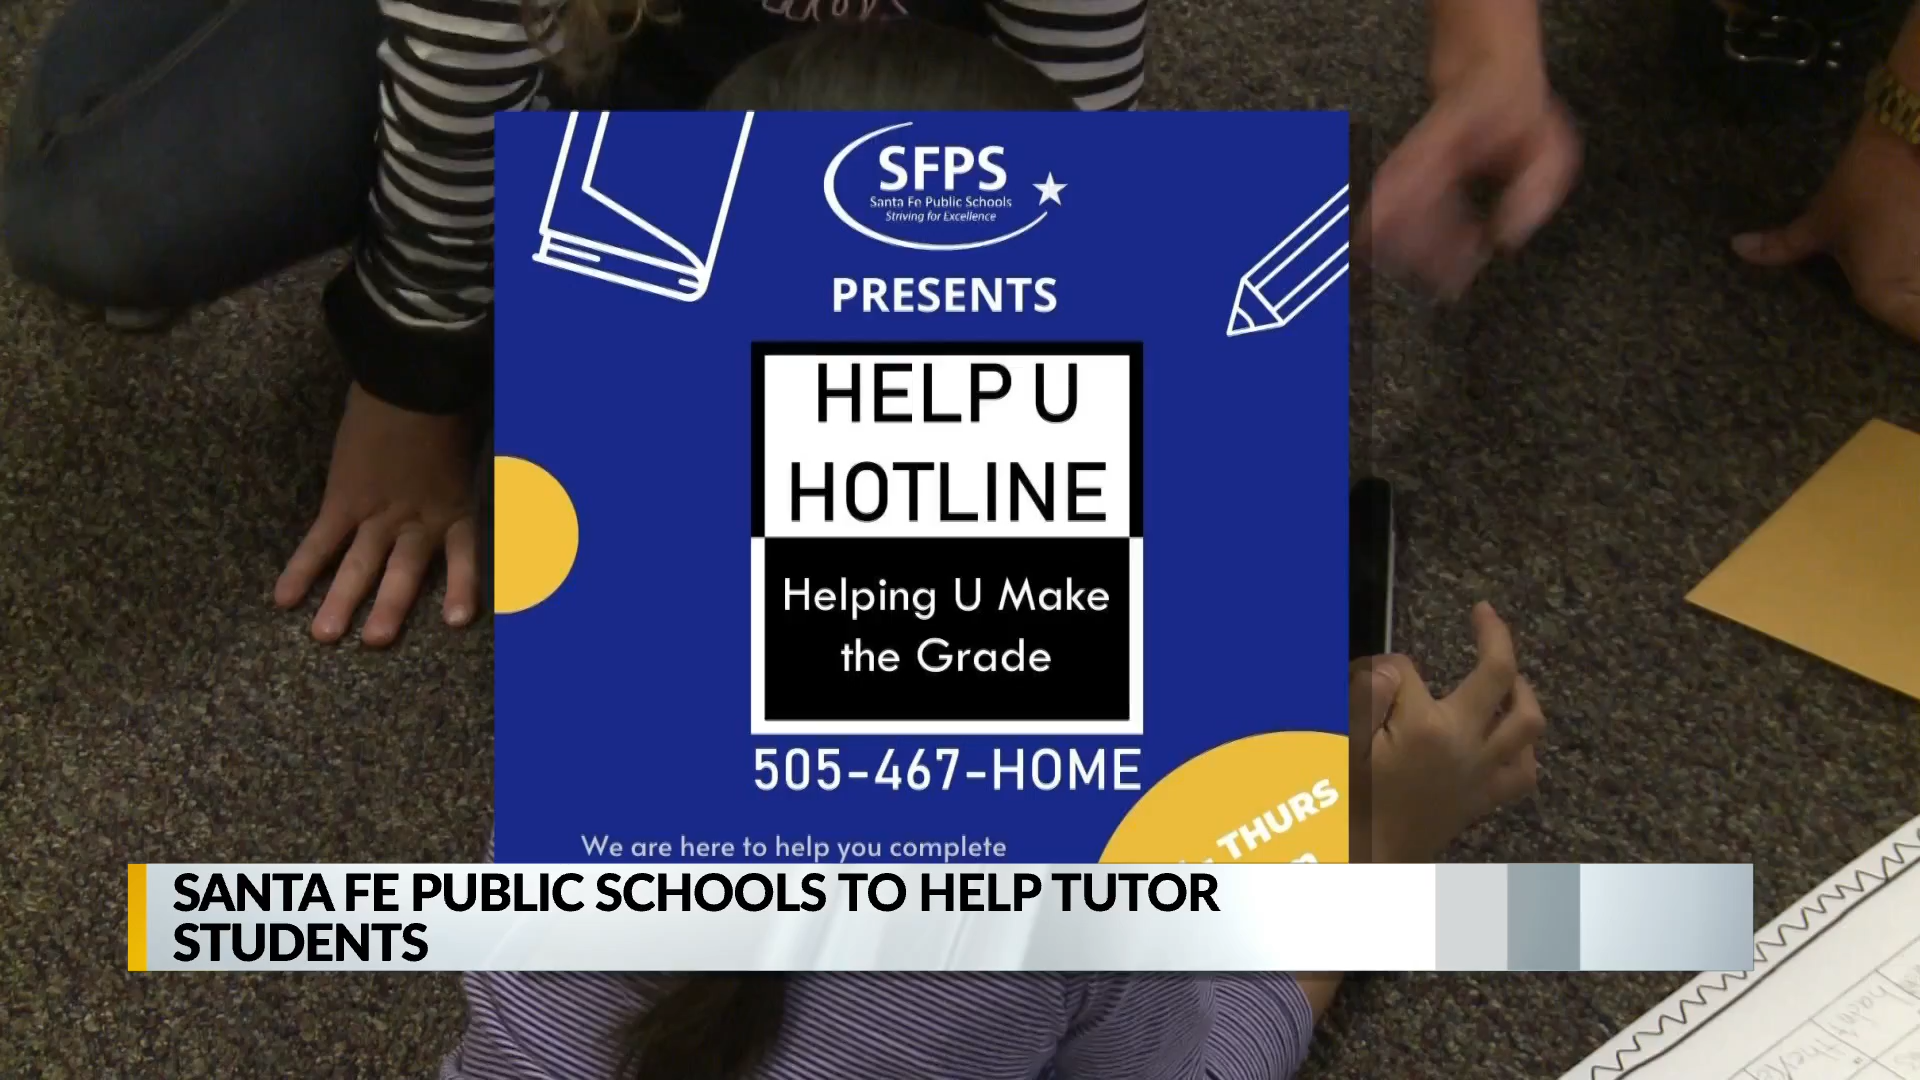 SFPS
Santa Fe Public Schools
Striving for Excellence
PRESENTS
HELP U
HOTLINE
Helping U Make
the Grade
505-467-HOME
THURS
We are here to help you complete
SANTA FE PUBLIC SCHOOLS TO HELP TUTOR
STUDENTS